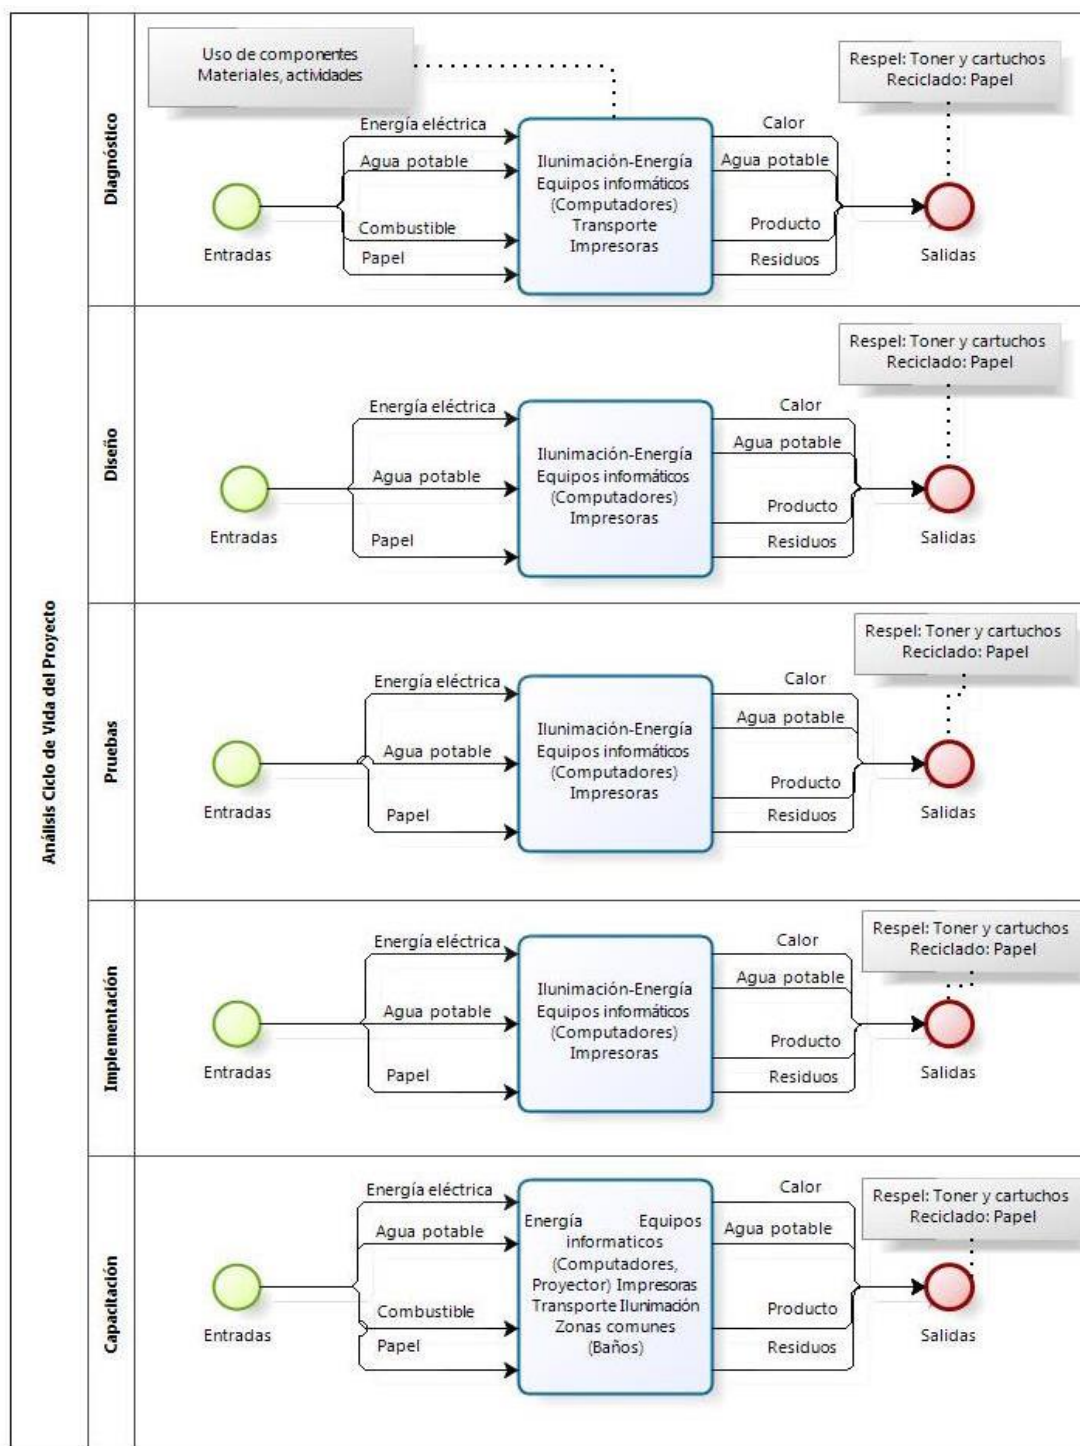 Análisis Ciclo de Vida del Proyecto
Diagnóstico
Uso de componentes
Materiales, actividades
Respel: Toner y cartuchos
Reciclado: Papel
Entradas
Energía eléctrica
Agua potable
Combustible
Papel
Ilunimación-Energía
Equipos informáticos
(Computadores)
Transporte
Impresoras
Calor
Agua potable
Producto
Residuos
Salidas
Diseño
Respel: Toner y cartuchos
Reciclado: Papel
Entradas
Energía eléctrica
Agua potable
Papel
Ilunimación-Energía
Equipos informáticos
(Computadores)
Impresoras
Calor
Agua potable
Producto
Residuos
Salidas
Pruebas
Respel: Toner y cartuchos
Reciclado: Papel
Entradas
Energía eléctrica
Agua potable
Papel
Ilunimación-Energía
Equipos informáticos
(Computadores)
Impresoras
Calor
Agua potable
Producto
Residuos
Salidas
Implementación
Respel: Toner y cartuchos
Reciclado: Papel
Entradas
Energía eléctrica
Agua potable
Papel
Ilunimación-Energía
Equipos informáticos
(Computadores)
Impresoras
Calor
Agua potable
Producto
Residuos
Salidas
Capacitación
Respel: Toner y cartuchos
Reciclado: Papel
Entradas
Energía eléctrica
Agua potable
Combustible
Papel
Energía Equipos
informaticos
(Computadores,
Proyector) Impresoras
Transporte Ilunimación
Zonas comunes
(Baños)
Calor
Agua potable
Producto
Residuos
Salidas